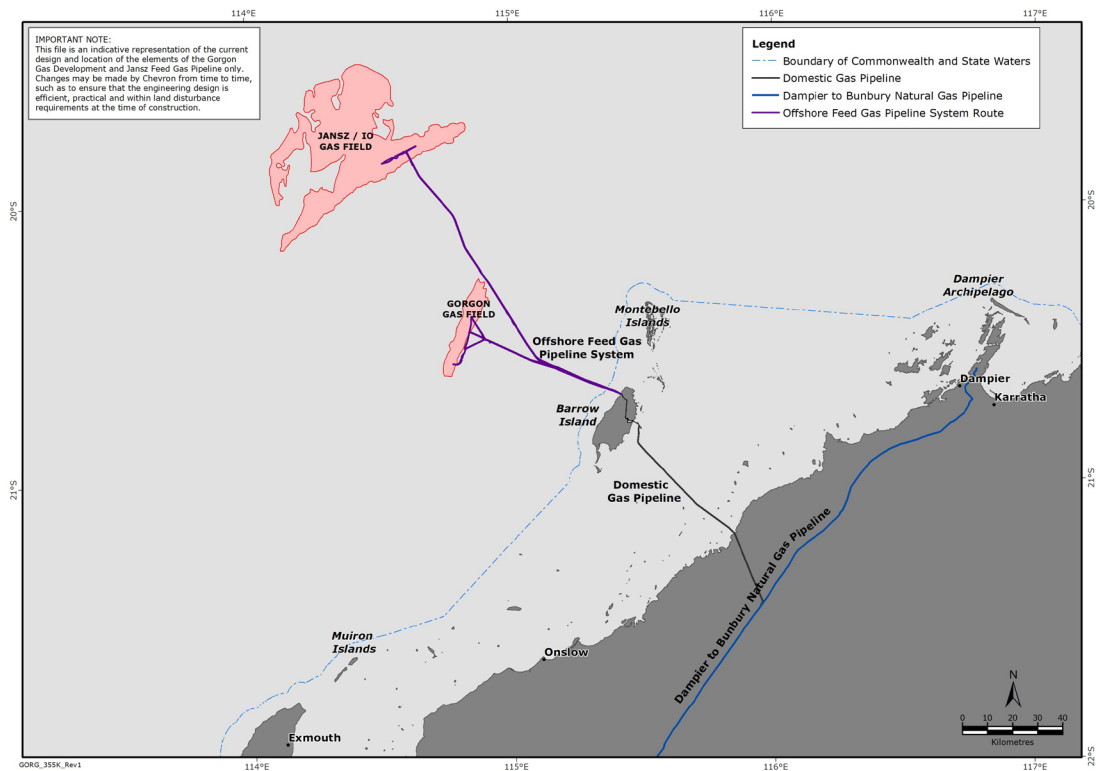 114°E
115°E
116°E
117°E
IMPORTANT NOTE:
This file is an indicative representation of the current
design and location of the elements of the Gorgon
Gas Development and Jansz Feed Gas Pipeline only.
Changes may be made by Chevron from time to time,
such as to ensure that the engineering design is
efficient, practical and within land disturbance
requirements at the time of construction.
Legend
Boundary of Commonwealth and State Waters
Domestic Gas Pipeline
Dampier to Bunbury Natural Gas Pipeline
Offshore Feed Gas Pipeline System Route
JANSZ / IO
GAS FIELD
20°S
20°S
Dampier
Archipelago
GORGON
GAS FIELD
Montebello
Islands
Offshore Feed Gas
Pipeline System
Dampier
Karratha
Barrow
Island
Domestic
Gas Pipeline
21°S
21°S
Dampier to Bunbury Natural Gas Pipeline
Muiron
Islands
Onslow
Exmouth
N
0 10 20 30 40
Kilometres
GORG_355K_Rev1
114°E
115°E
116°E
117°E
22°S